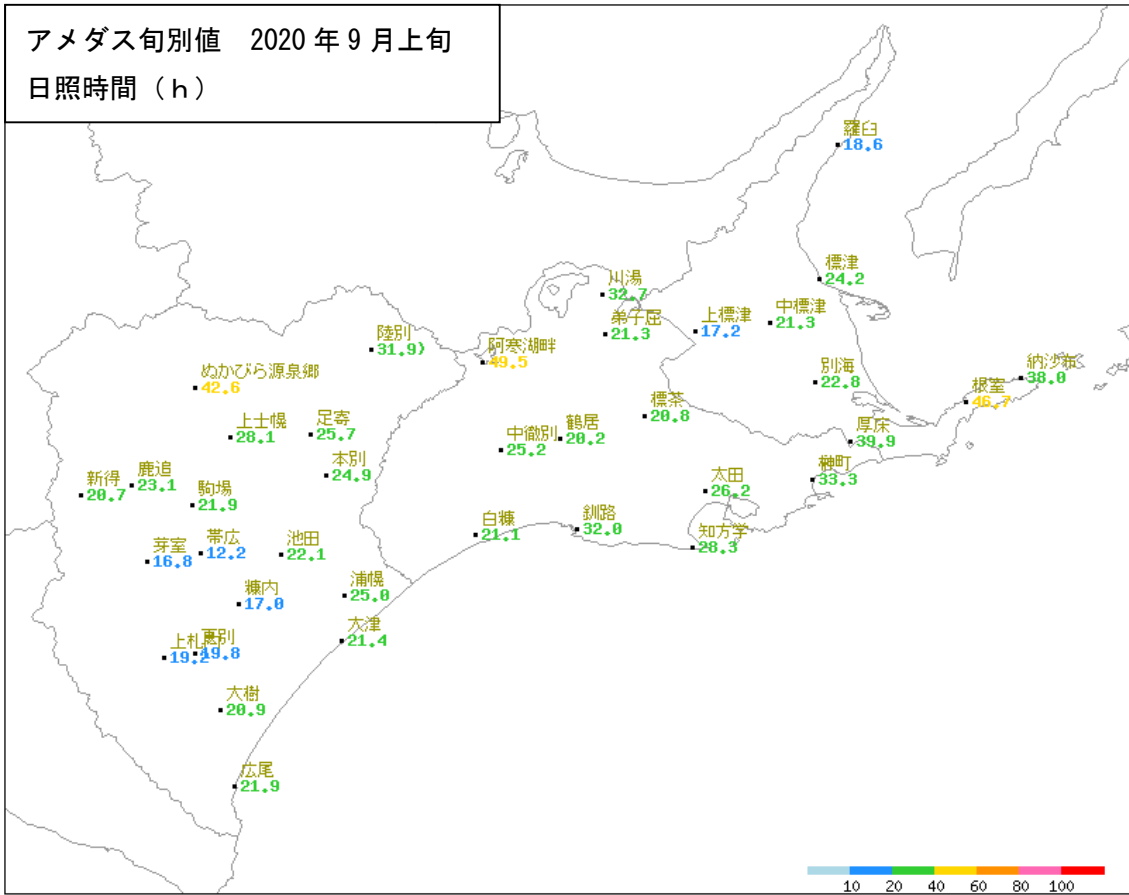 アメダス旬別値 2020年9月上旬
日照時間（h）
羅臼
18.6
標津
24.2
川湯
32.7
中標津
21.3
上標津
17.2
弟子屈
21.3
陸別
31.9)
阿寒湖畔
49.5
納沙布
38.0
ぬかびら源泉郷
42.6
別海
22.8
根室
46.7
標茶
20.8
上士幌
28.1
足寄
25.7
鶴居
20.2
中徹別
25.2
厚床
39.9
本別
24.9
榊町
33.3
鹿追
23.1
新得
20.7
駒場
21.9
太田
26.2
釧路
32.0
白糠
21.1
知方学
28.3
帯広
12.2
芽室
16.8
池田
22.1
浦幌
25.0
糠内
17.0
大津
21.4
上札
19.2
更別
19.8
大樹
20.9
広尾
21.9
10 20 40 60 80 100